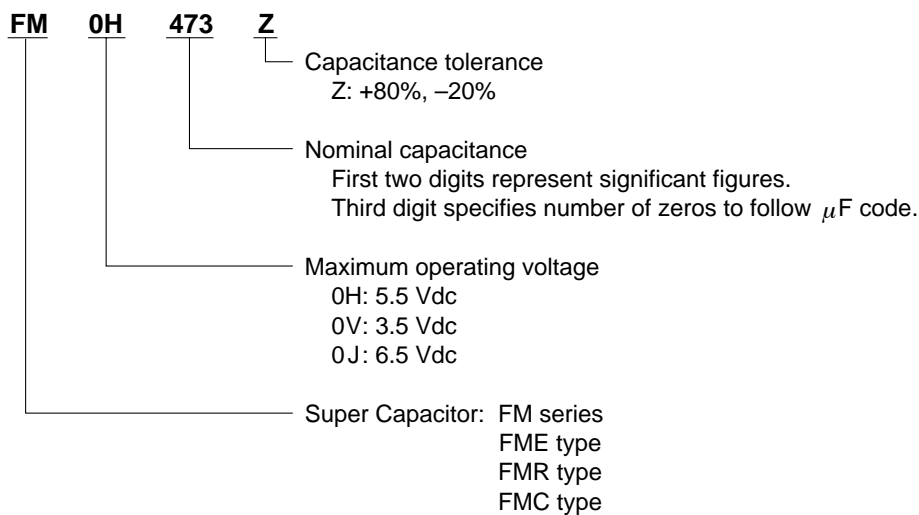 FM 0H 473 Z
Capacitance tolerance
Z: +80%, –20%
Nominal capacitance
First two digits represent significant figures.
Third digit specifies number of zeros to follow μF code.
Maximum operating voltage
0H: 5.5 Vdc
0V: 3.5 Vdc
0J: 6.5 Vdc
Super Capacitor: FM series
FME type
FMR type
FMC type